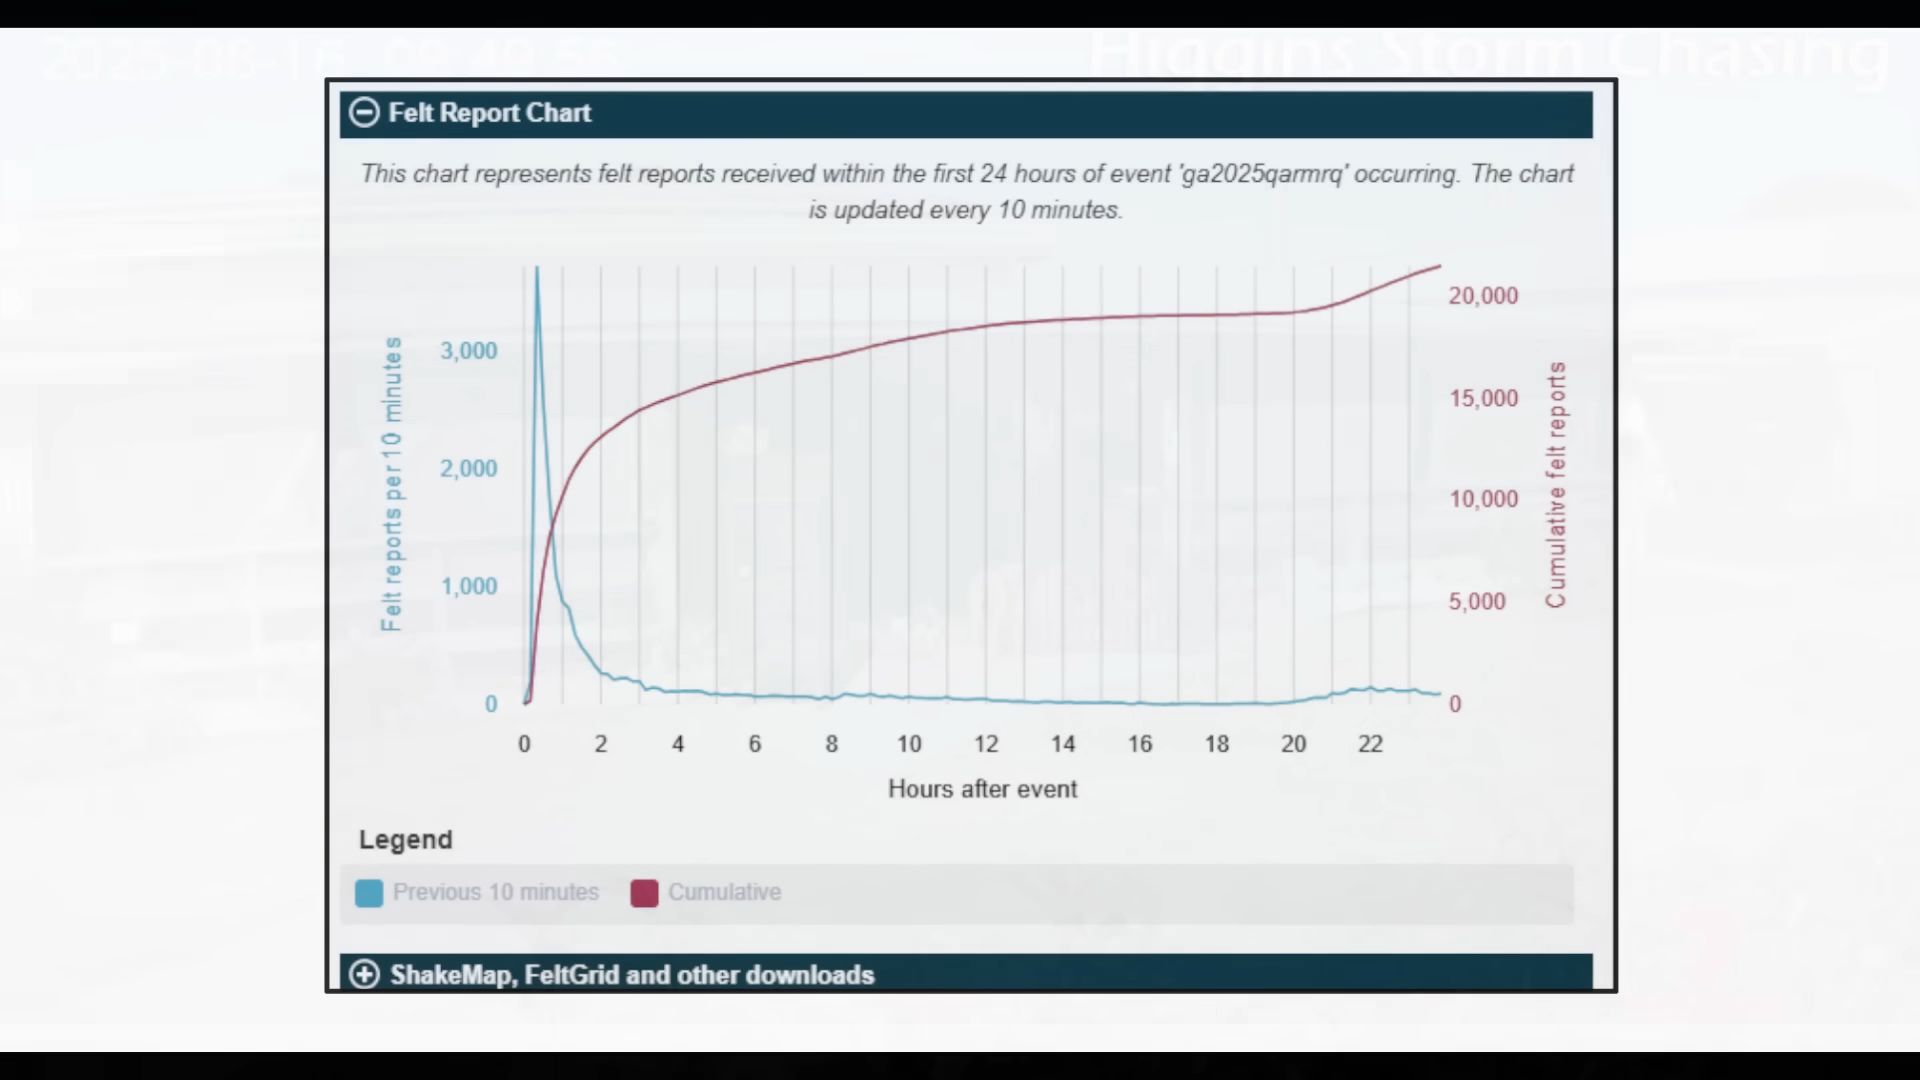 Higgins Storm Chasing
Felt Report Chart
This chart represents felt reports received within the first 24 hours of event 'ga2025qarmrq' occurring. The chart
is updated every 10 minutes.
Felt reports per 10 minutes
3,000
2,000
1,000
0
20,000
15,000
10,000
5,000
0
Cumulative felt reports
0 2 4 6 8 10 12 14 16 18 20 22
Hours after event
Legend
Previous 10 minutes Cumulative
ShakeMap, FeltGrid and other downloads